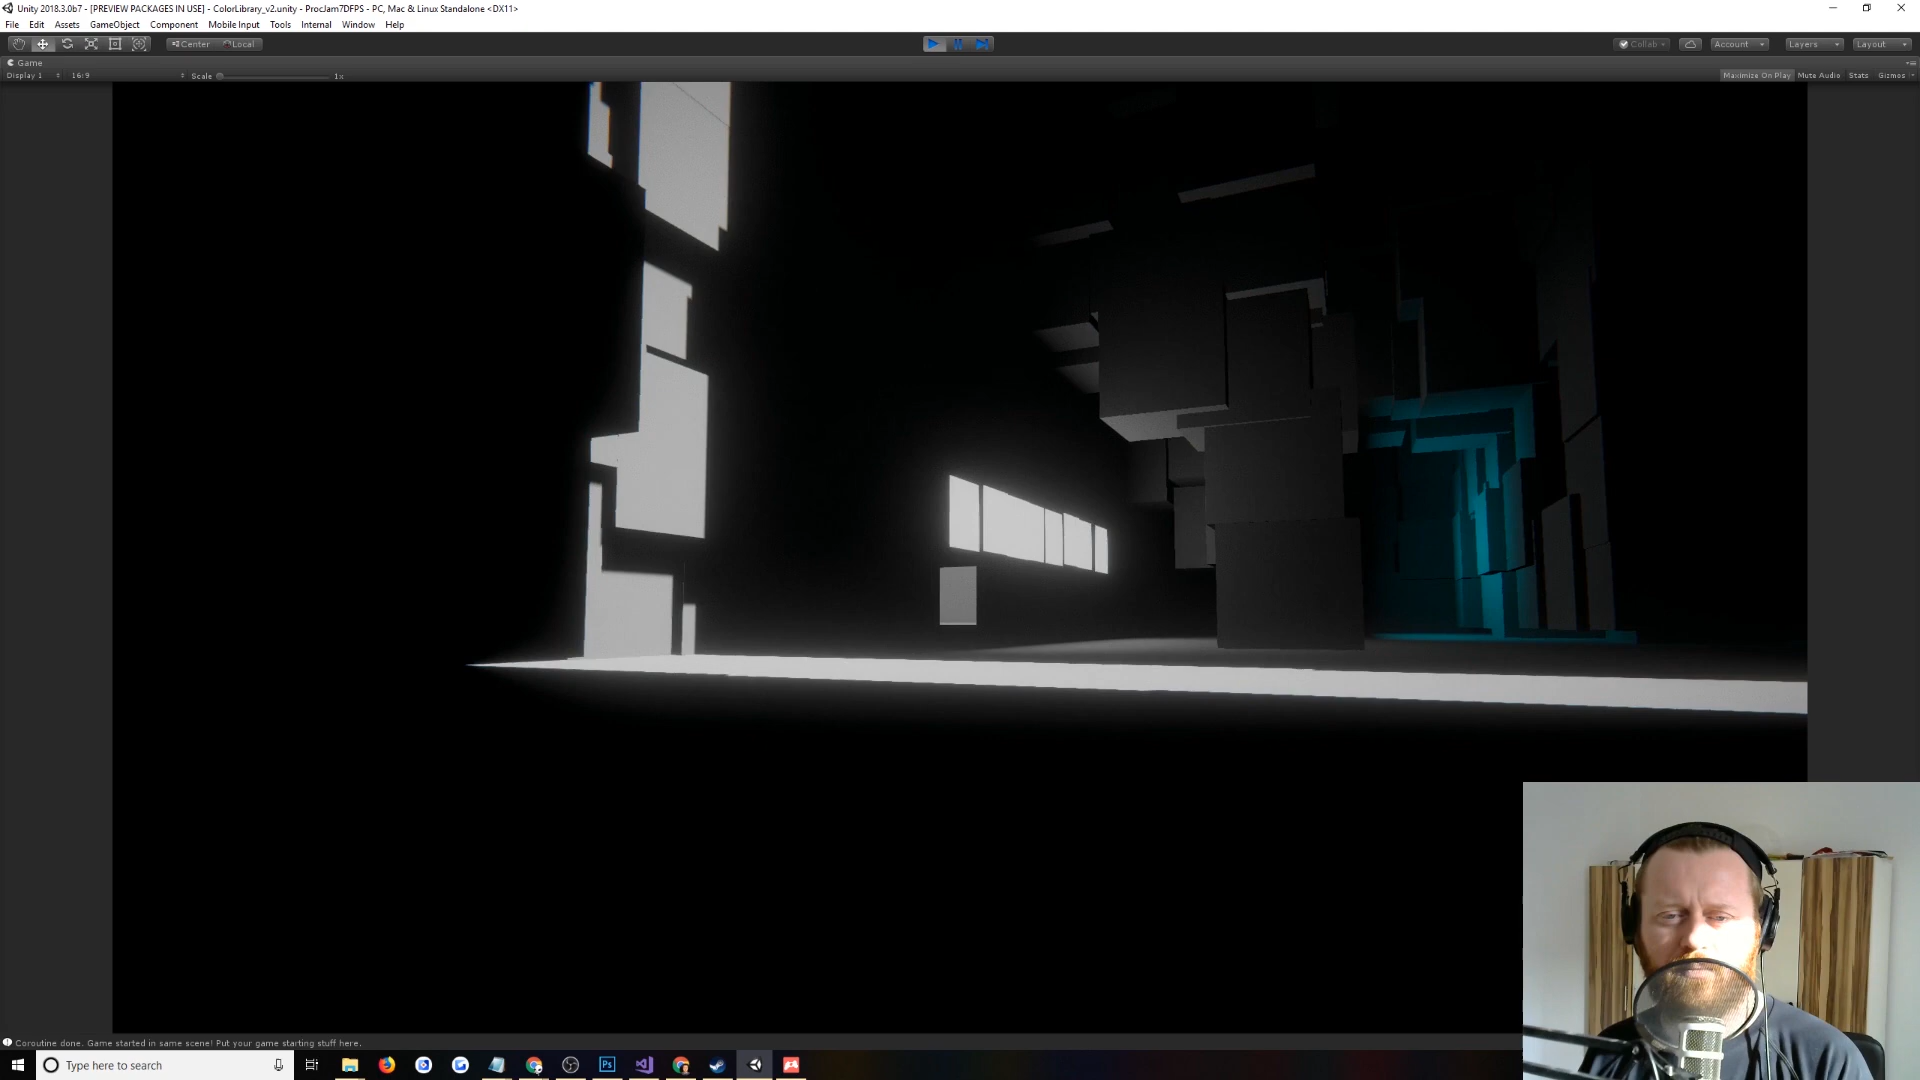 Unity 2018.3.0b7 - [PREVIEW PACKAGES IN USE] - ColorLibrary_v2.unity - ProcJam7DFPS - PC, Mac & Linux Standalone <DX11>
File Edit Assets GameObject Component Mobile Input Tools Internal Window Help
Center Local Collab Account Layers Layout
Game
Display 1 16:9 Scale 1x Maximize On Play Mute Audio Stats Gizmos
Coroutine done. Game started in same scene! Put your game starting stuff here.
Type here to search Ps